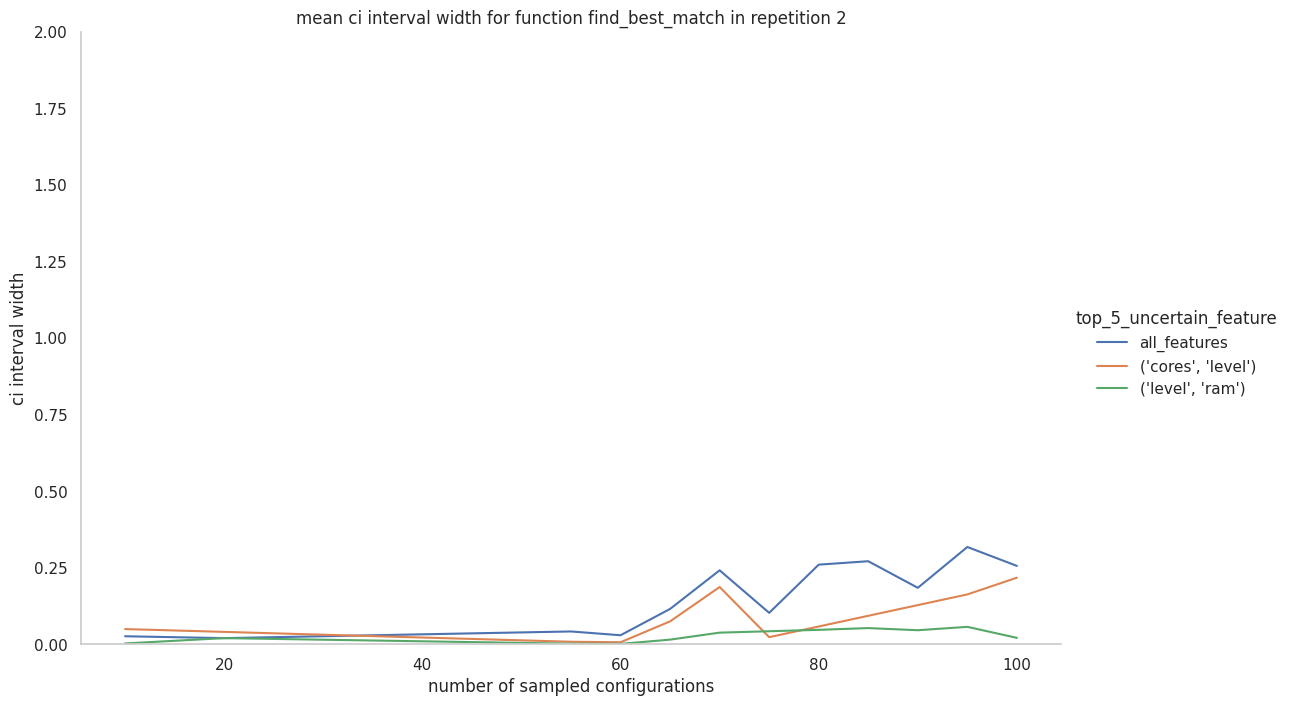 mean ci interval width for function find_best_match in repetition 2
2.00
1.75
1.50
1.25
1.00
0.75
0.50
0.25
0.00
ci interval width
20
40
60
80
100
number of sampled configurations
top_5_uncertain_feature
all_features
('cores', 'level')
('level', 'ram')